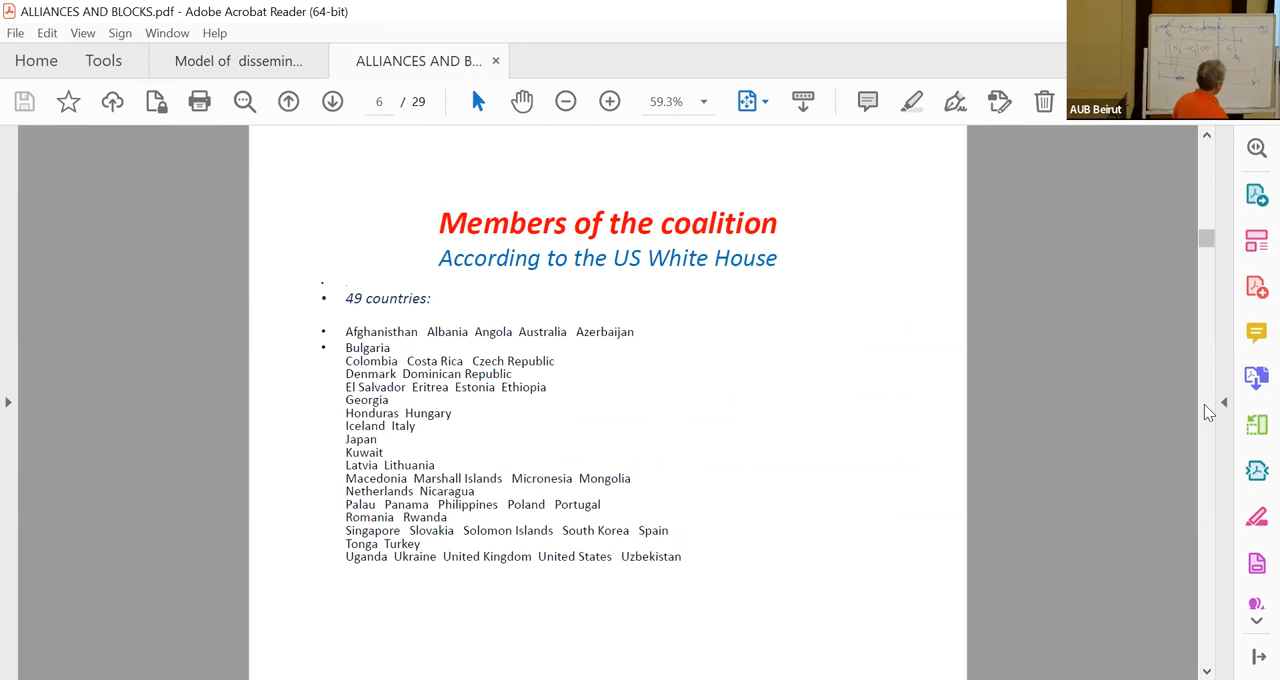 ALLIANCES AND BLOCKS.pdf - Adobe Acrobat Reader (64-bit)
File Edit View Sign Window Help
Home Tools Model of dissemin... ALLIANCES AND B... ×
6 / 29 59.3%
AUB Beirut
Members of the coalition
According to the US White House
• .
• 49 countries:
• Afghanisthan Albania Angola Australia Azerbaijan
• Bulgaria
Colombia Costa Rica Czech Republic
Denmark Dominican Republic
El Salvador Eritrea Estonia Ethiopia
Georgia
Honduras Hungary
Iceland Italy
Japan
Kuwait
Latvia Lithuania
Macedonia Marshall Islands Micronesia Mongolia
Netherlands Nicaragua
Palau Panama Philippines Poland Portugal
Romania Rwanda
Singapore Slovakia Solomon Islands South Korea Spain
Tonga Turkey
Uganda Ukraine United Kingdom United States Uzbekistan